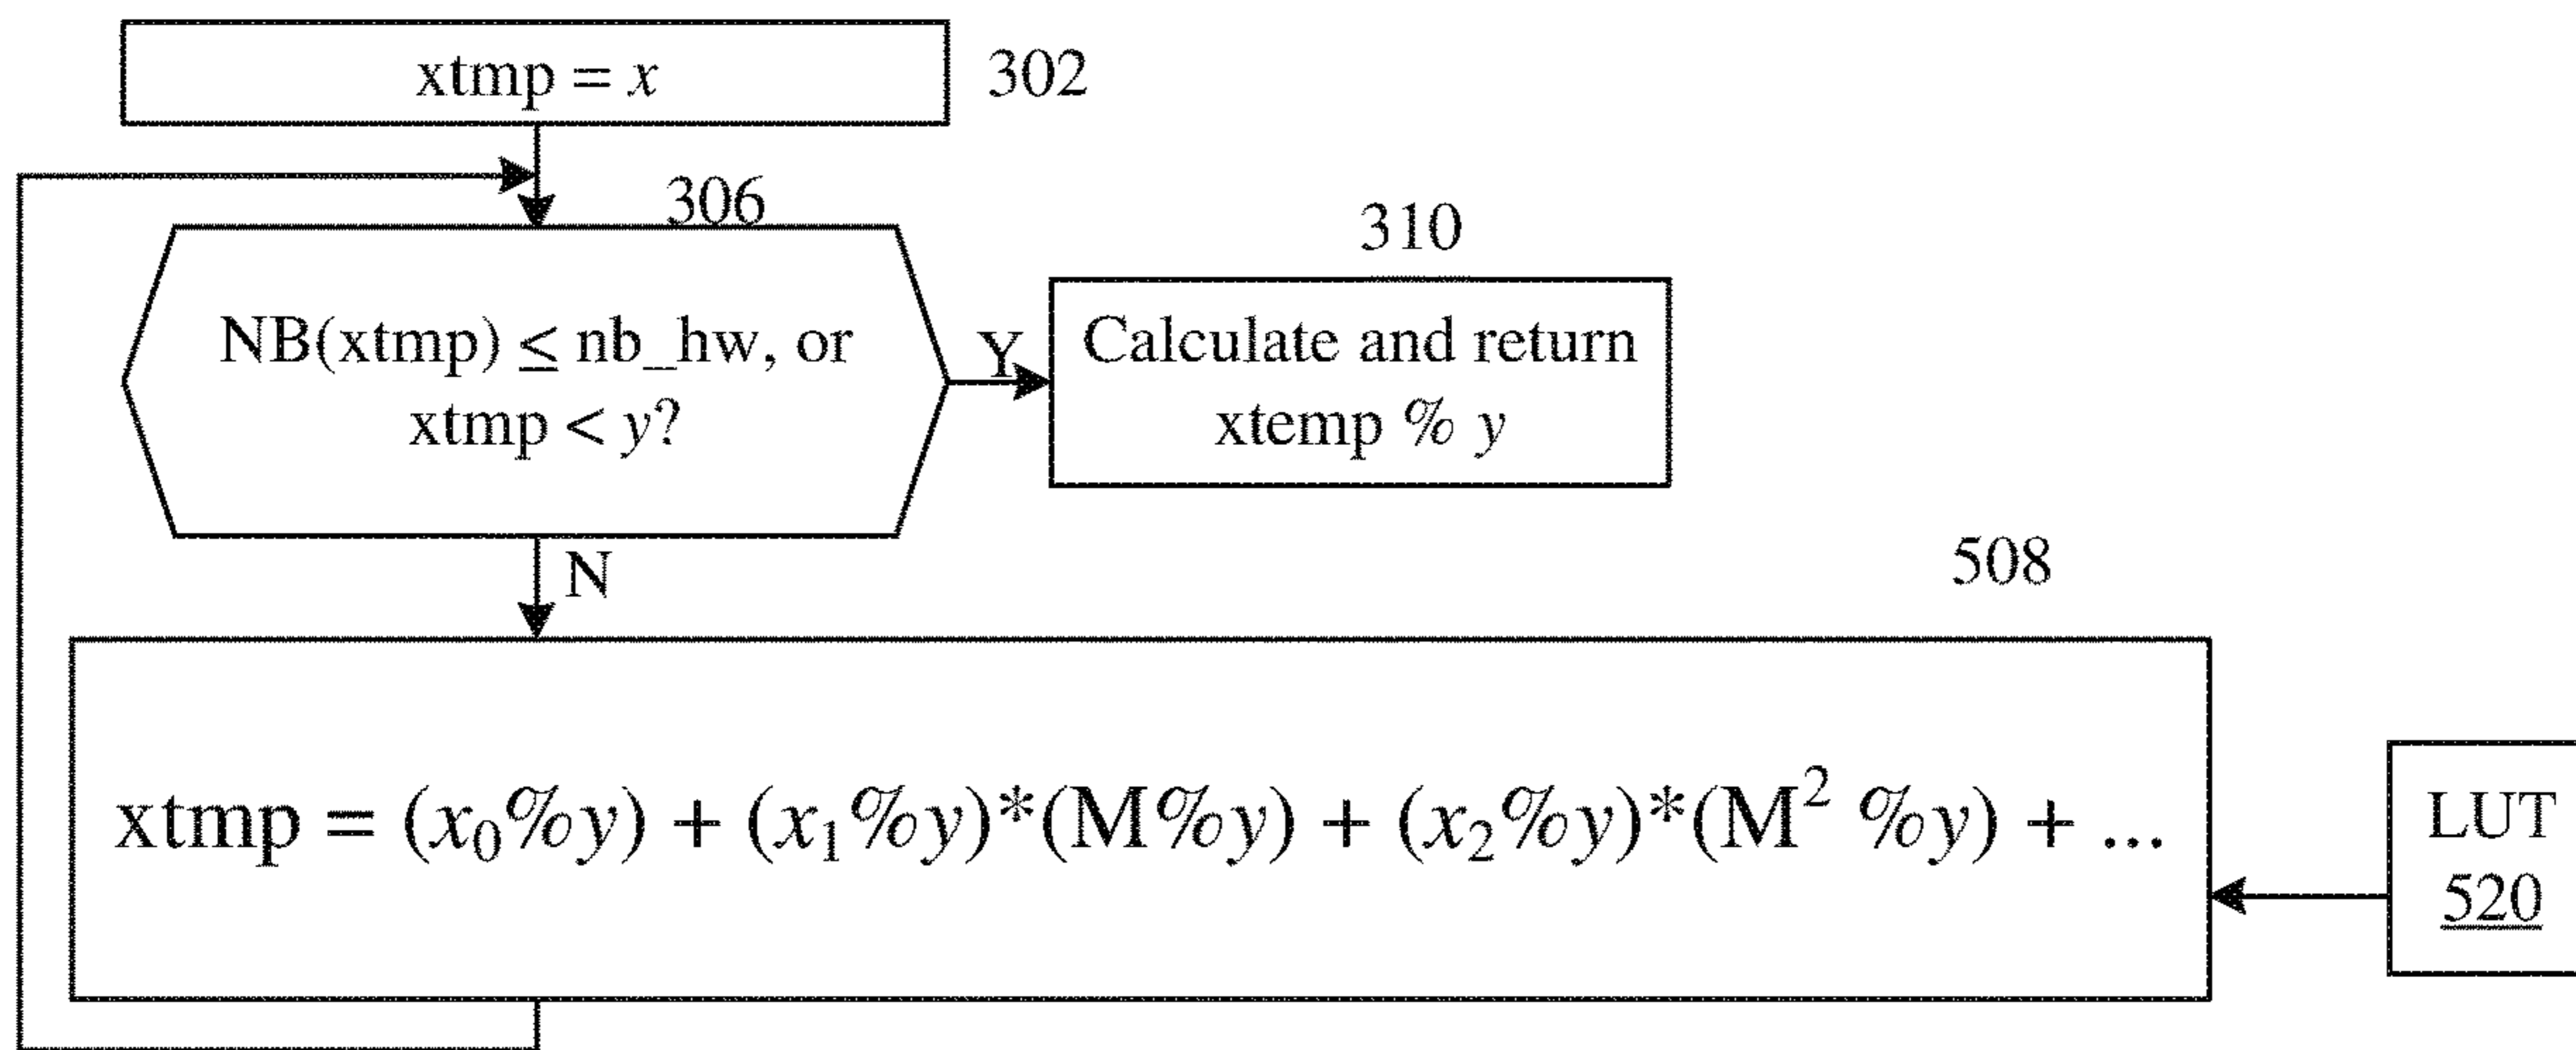 xtmp = x
302
306
NB(xtmp) ≤ nb_hw, or
xtmp < y?
Y
310
Calculate and return
xtemp % y
N
508
xtmp = (x₀%y) + (x₁%y)*(M%y) + (x₂%y)*(M² %y) + ...
LUT
520